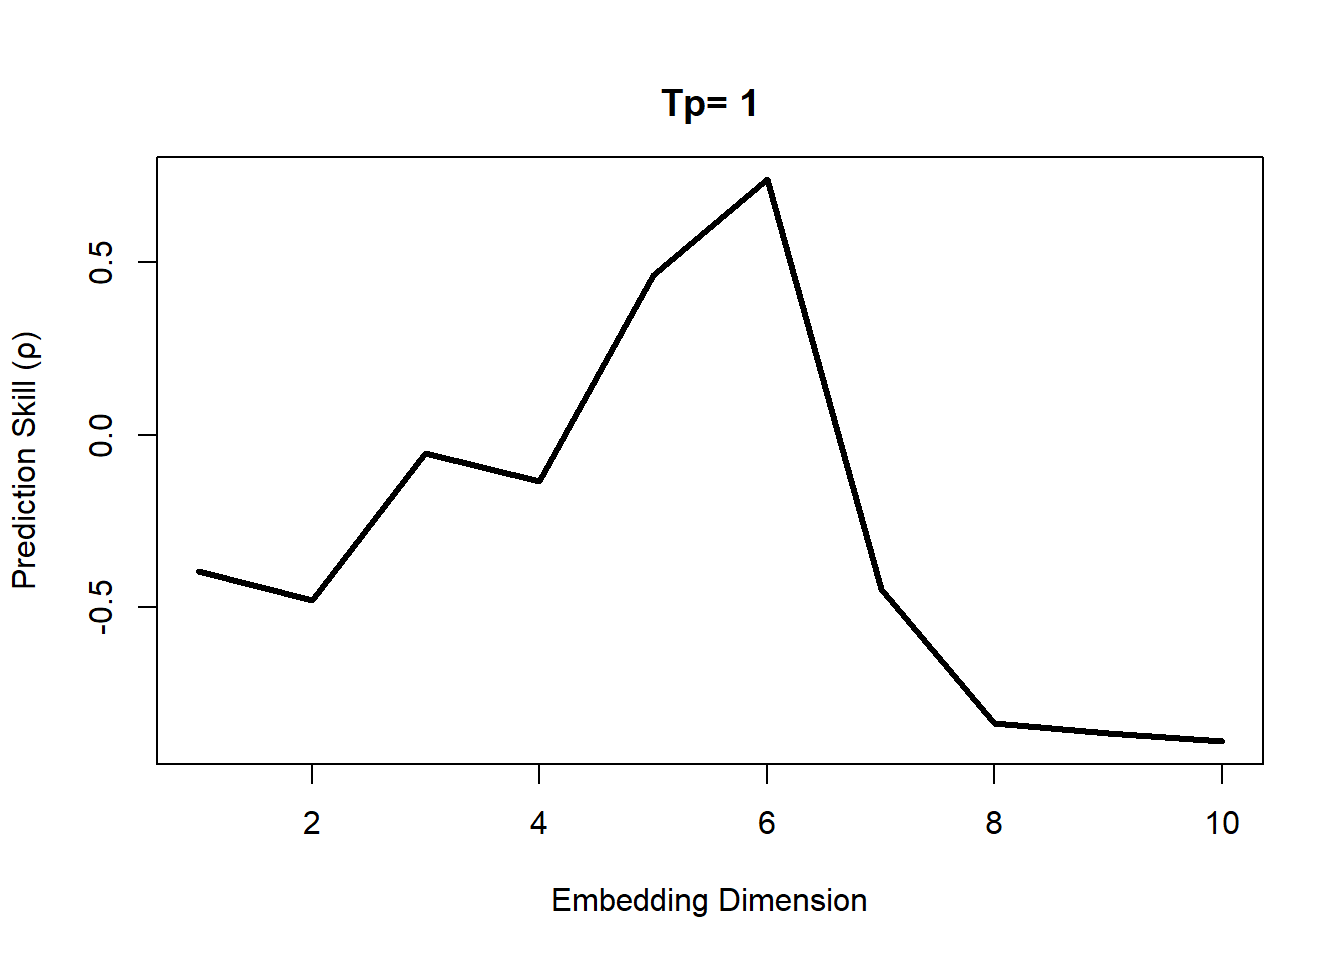 Tp= 1
Prediction Skill (ρ)
0.5
0.0
-0.5
2 4 6 8 10
Embedding Dimension